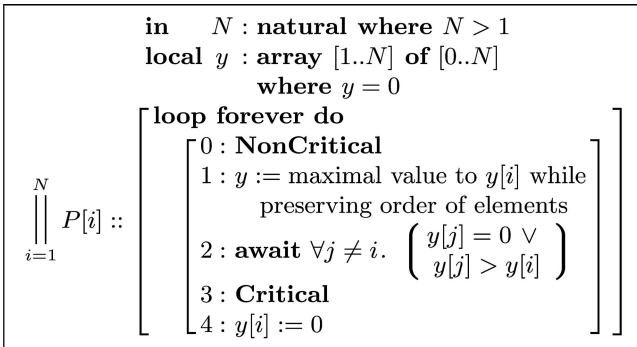 in N : natural where N > 1
local y : array [1..N] of [0..N]
where y = 0
loop forever do
0 : NonCritical
1 : y := maximal value to y[i] while
preserving order of elements
N
|| P[i] ::
i=1
2 : await ∀j ≠ i. ( y[j] = 0 ∨
y[j] > y[i] )
3 : Critical
4 : y[i] := 0